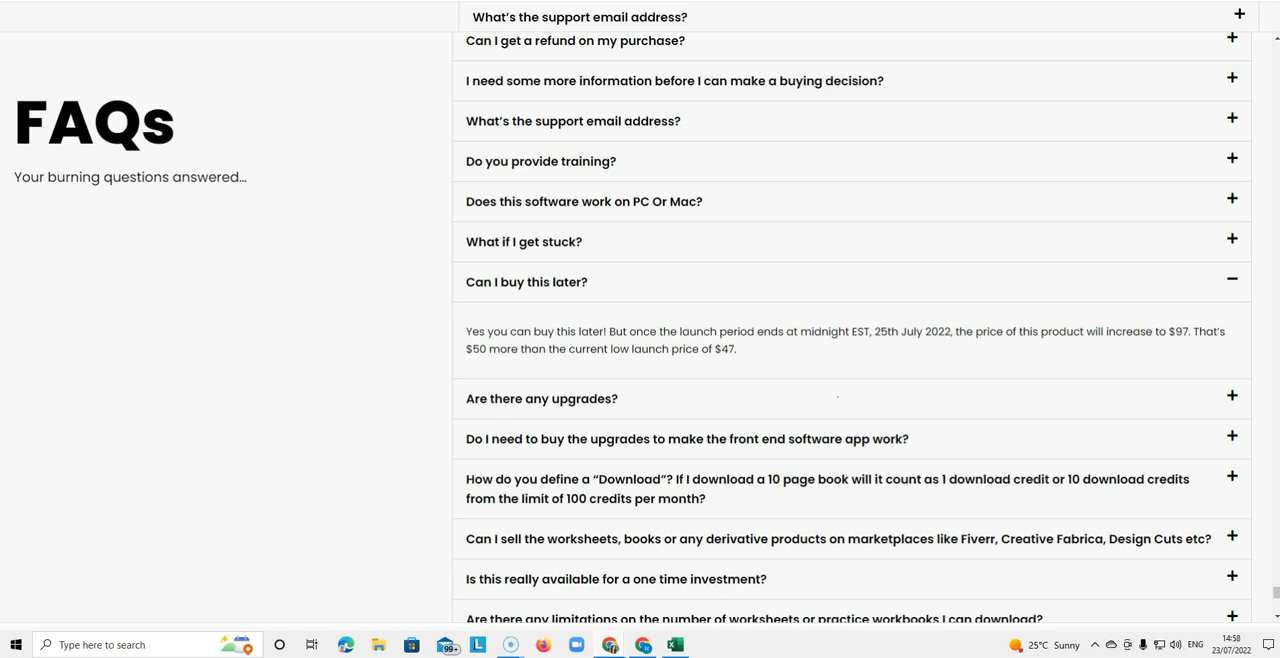 What's the support email address?
Can I get a refund on my purchase?
I need some more information before I can make a buying decision?
FAQs
What's the support email address?
Do you provide training?
Your burning questions answered...
Does this software work on PC Or Mac?
What if I get stuck?
Can I buy this later?
Yes you can buy this later! But once the launch period ends at midnight EST, 25th July 2022, the price of this product will increase to $97. That's
$50 more than the current low launch price of $47.
Are there any upgrades?
Do I need to buy the upgrades to make the front end software app work?
How do you define a “Download”? If I download a 10 page book will it count as 1 download credit or 10 download credits
from the limit of 100 credits per month?
Can I sell the worksheets, books or any derivative products on marketplaces like Fiverr, Creative Fabrica, Design Cuts etc?
Is this really available for a one time investment?
Are there any limitations on the number of worksheets or practice workbooks I can download?
Type here to search
99+
L
25°C Sunny
ENG
14:58
23/07/2022